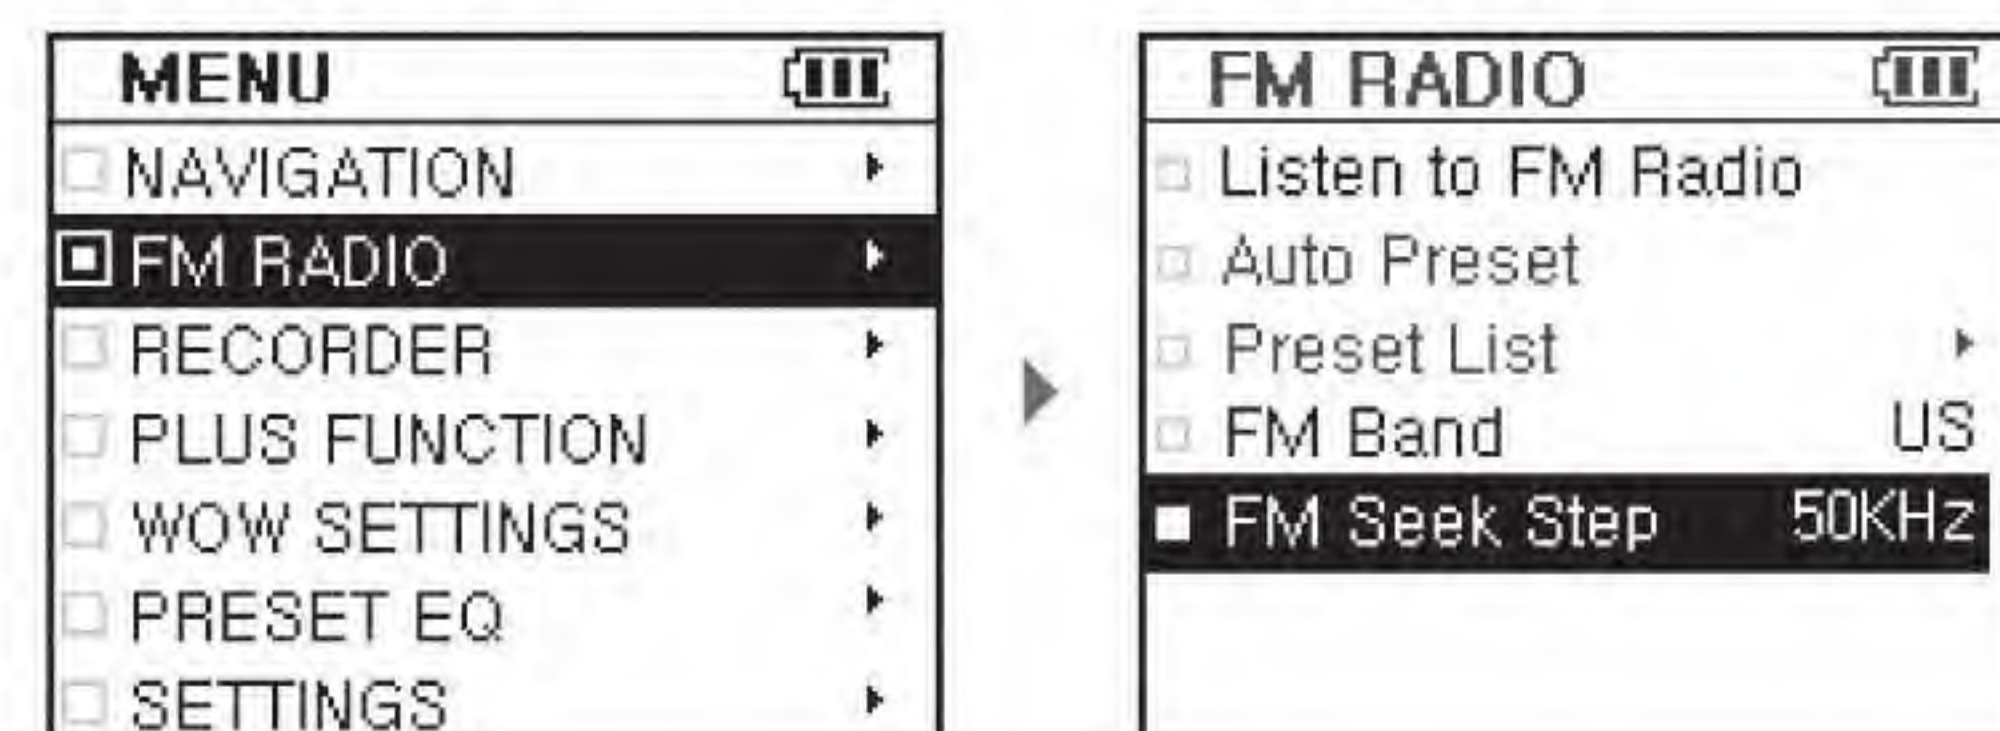 MENU
NAVIGATION
FM RADIO
RECORDER
PLUS FUNCTION
WOW SETTINGS
PRESET EQ
SETTINGS
FM RADIO
Listen to FM Radio
Auto Preset
Preset List
FM Band US
FM Seek Step 50KHz